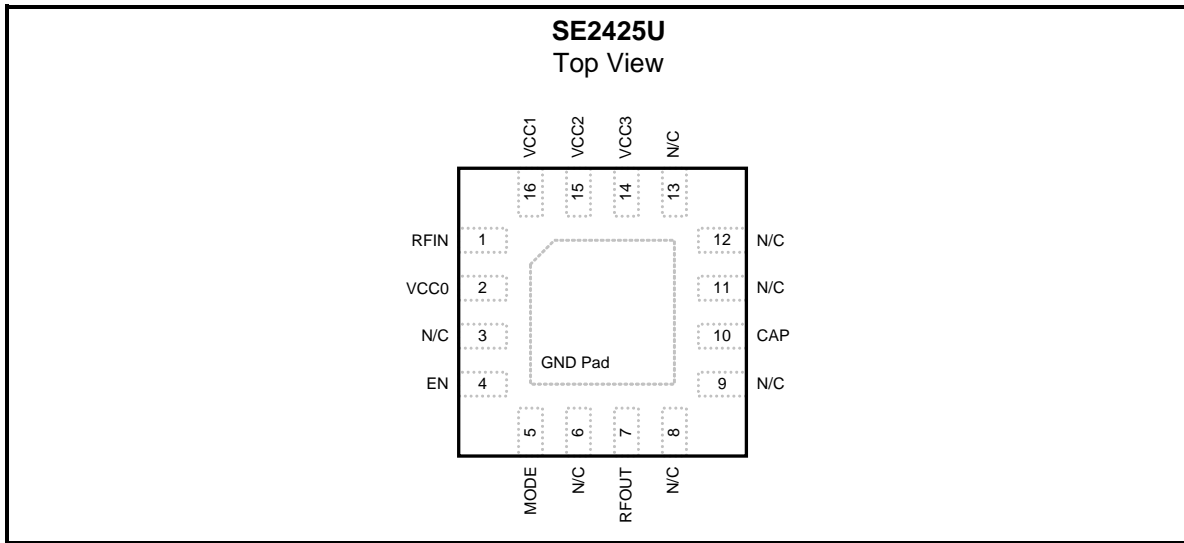 SE2425U
Top View
VCC1 VCC2 VCC3 N/C
16 15 14 13
RFIN 1 12 N/C
VCC0 2 11 N/C
N/C 3 10 CAP
GND Pad
EN 4 9 N/C
5 6 7 8
MODE N/C RFOUT N/C